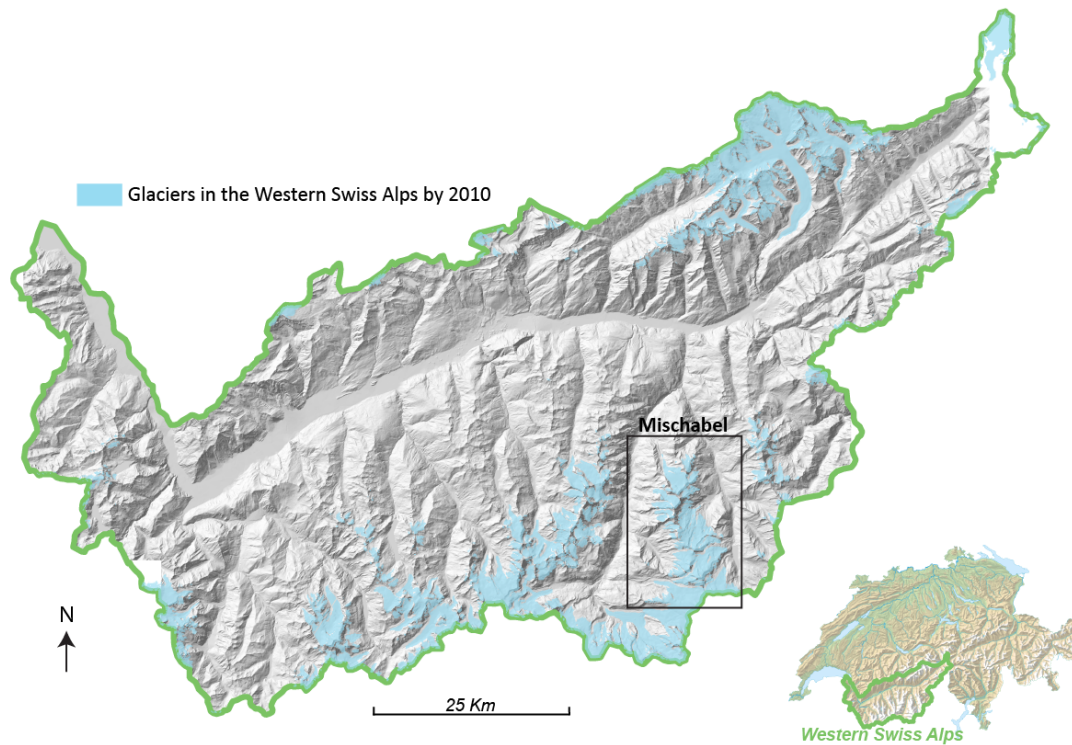 Glaciers in the Western Swiss Alps by 2010
Mischabel
N
25 Km
Western Swiss Alps